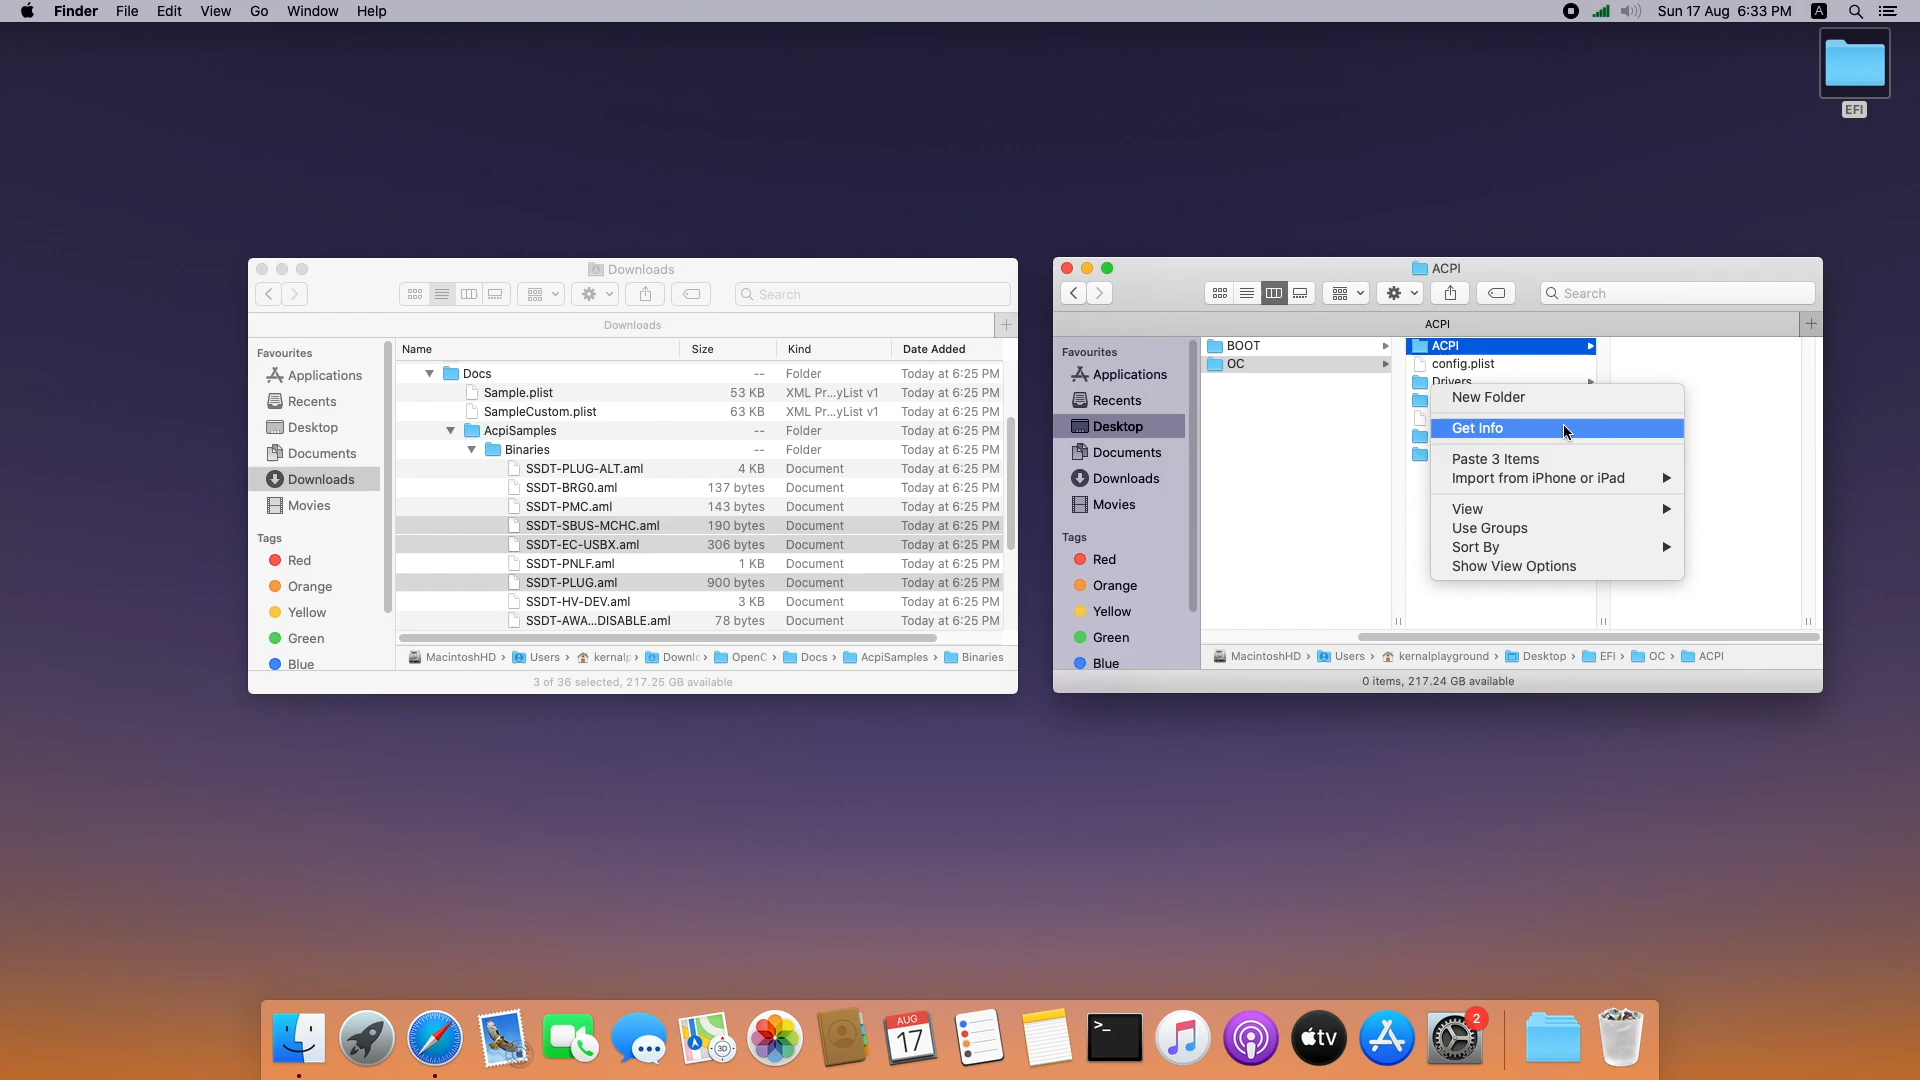 Finder File Edit View Go Window Help
Sun 17 Aug 6:33 PM A
EFI
Downloads
Search
Downloads
Favourites
Applications
Recents
Desktop
Documents
Downloads
Movies
Tags
Red
Orange
Yellow
Green
Blue
Name Size Kind Date Added
Docs -- Folder Today at 6:25 PM
Sample.plist 53 KB XML Pr...yList v1 Today at 6:25 PM
SampleCustom.plist 63 KB XML Pr...yList v1 Today at 6:25 PM
AcpiSamples -- Folder Today at 6:25 PM
Binaries -- Folder Today at 6:25 PM
SSDT-PLUG-ALT.aml 4 KB Document Today at 6:25 PM
SSDT-BRG0.aml 137 bytes Document Today at 6:25 PM
SSDT-PMC.aml 143 bytes Document Today at 6:25 PM
SSDT-SBUS-MCHC.aml 190 bytes Document Today at 6:25 PM
SSDT-EC-USBX.aml 306 bytes Document Today at 6:25 PM
SSDT-PNLF.aml 1 KB Document Today at 6:25 PM
SSDT-PLUG.aml 900 bytes Document Today at 6:25 PM
SSDT-HV-DEV.aml 3 KB Document Today at 6:25 PM
SSDT-AWA...DISABLE.aml 78 bytes Document Today at 6:25 PM
MacintoshHD › Users › kernalp › Downlo › OpenC › Docs › AcpiSamples › Binaries
3 of 36 selected, 217.25 GB available
ACPI
Search
ACPI
Favourites
Applications
Recents
Desktop
Documents
Downloads
Movies
Tags
Red
Orange
Yellow
Green
Blue
BOOT
OC
ACPI
config.plist
Drivers
New Folder
Get Info
Paste 3 Items
Import from iPhone or iPad
View
Use Groups
Sort By
Show View Options
MacintoshHD › Users › kernalplayground › Desktop › EFI › OC › ACPI
0 items, 217.24 GB available
AUG
17
3D
>_
tv
2